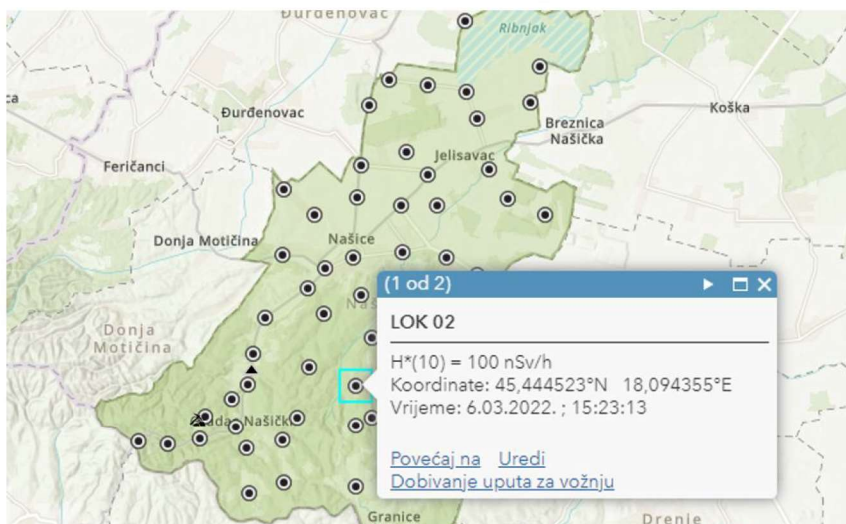 Đurđenovac
Ribnjak
Đurđenovac
Koška
Breznica
Našička
Jelisavac
Feričanci
Donja Motičina
Našice
Donja
Motičina
(1 od 2)
LOK 02
H*(10) = 100 nSv/h
Koordinate: 45,444523°N 18,094355°E
Vrijeme: 6.03.2022. ; 15:23:13
Našički
Povećaj na Uredi
Dobivanje uputa za vožnju
Granice
Drenje